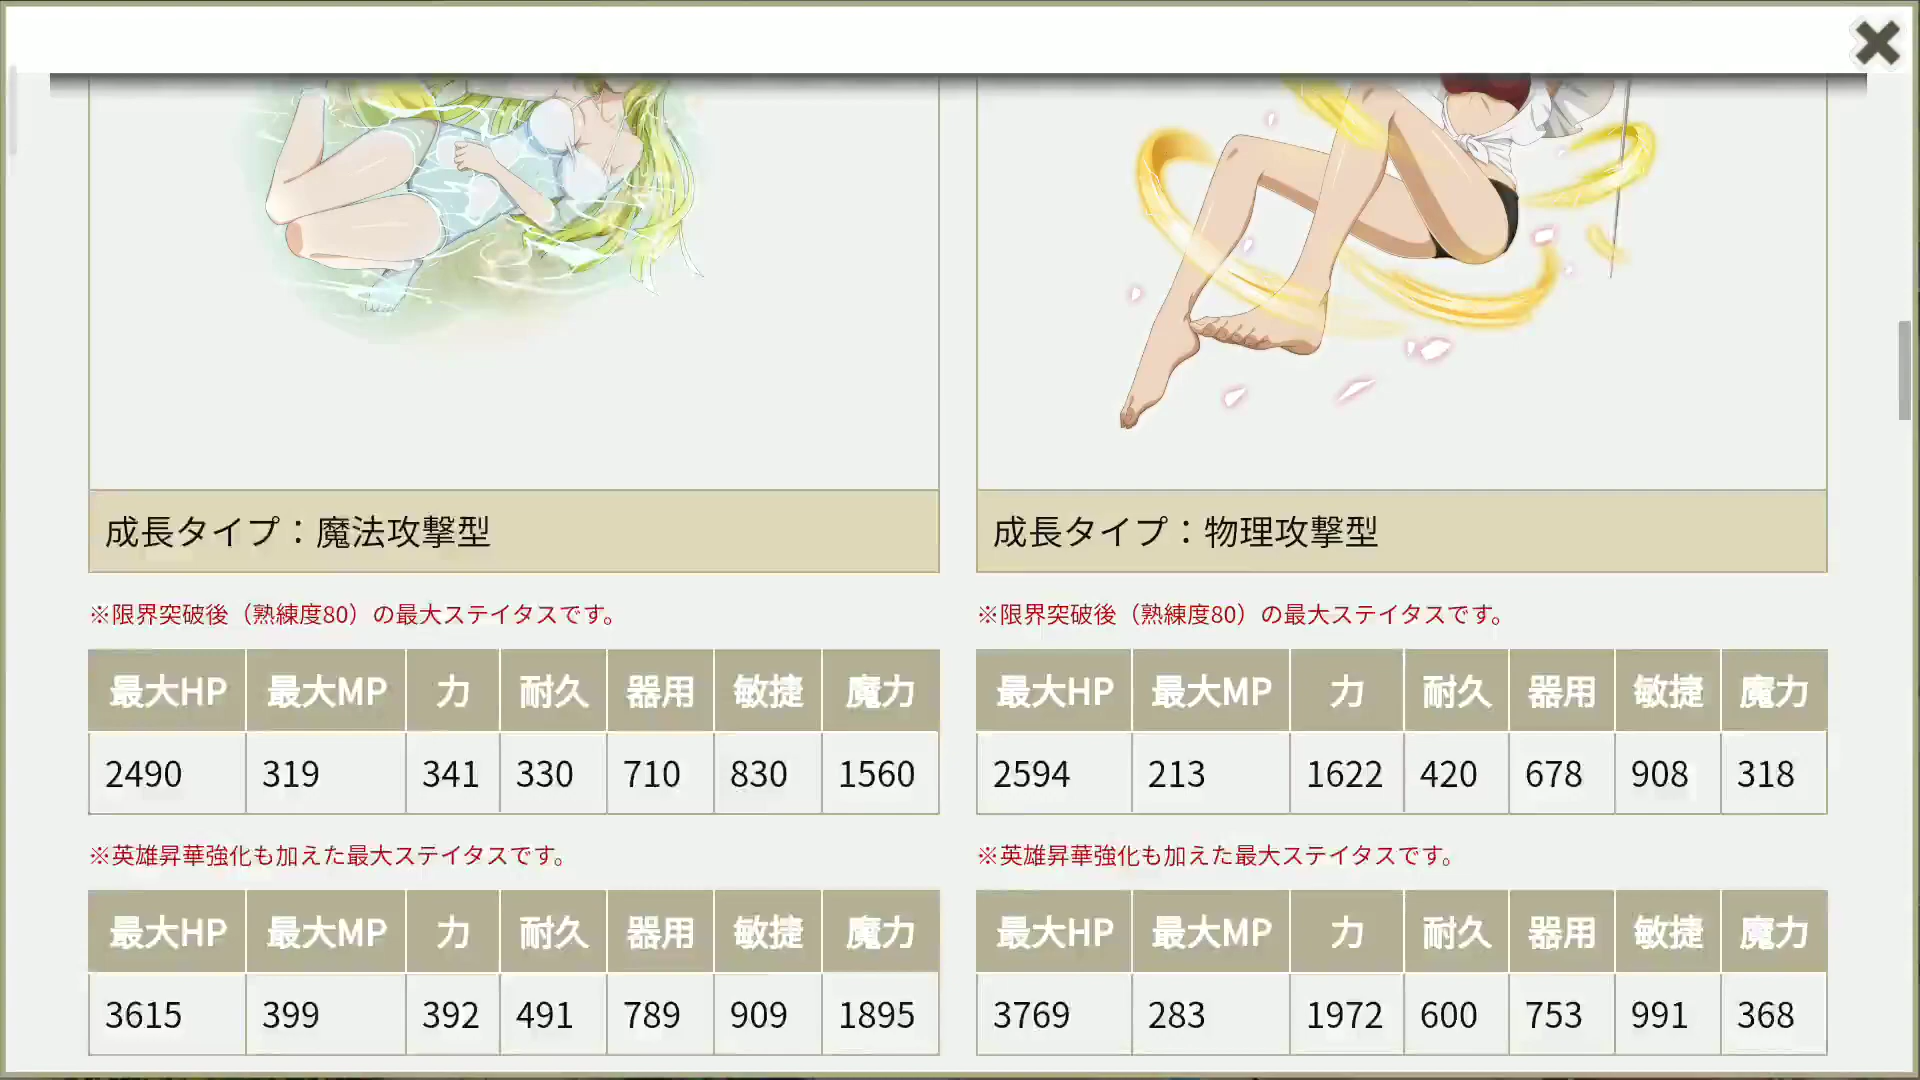 成長タイプ：魔法攻撃型
※限界突破後（熟練度80）の最大ステイタスです。
最大HP 最大MP 力 耐久 器用 敏捷 魔力
2490 319 341 330 710 830 1560
※英雄昇華強化も加えた最大ステイタスです。
最大HP 最大MP 力 耐久 器用 敏捷 魔力
3615 399 392 491 789 909 1895
成長タイプ：物理攻撃型
※限界突破後（熟練度80）の最大ステイタスです。
最大HP 最大MP 力 耐久 器用 敏捷 魔力
2594 213 1622 420 678 908 318
※英雄昇華強化も加えた最大ステイタスです。
最大HP 最大MP 力 耐久 器用 敏捷 魔力
3769 283 1972 600 753 991 368